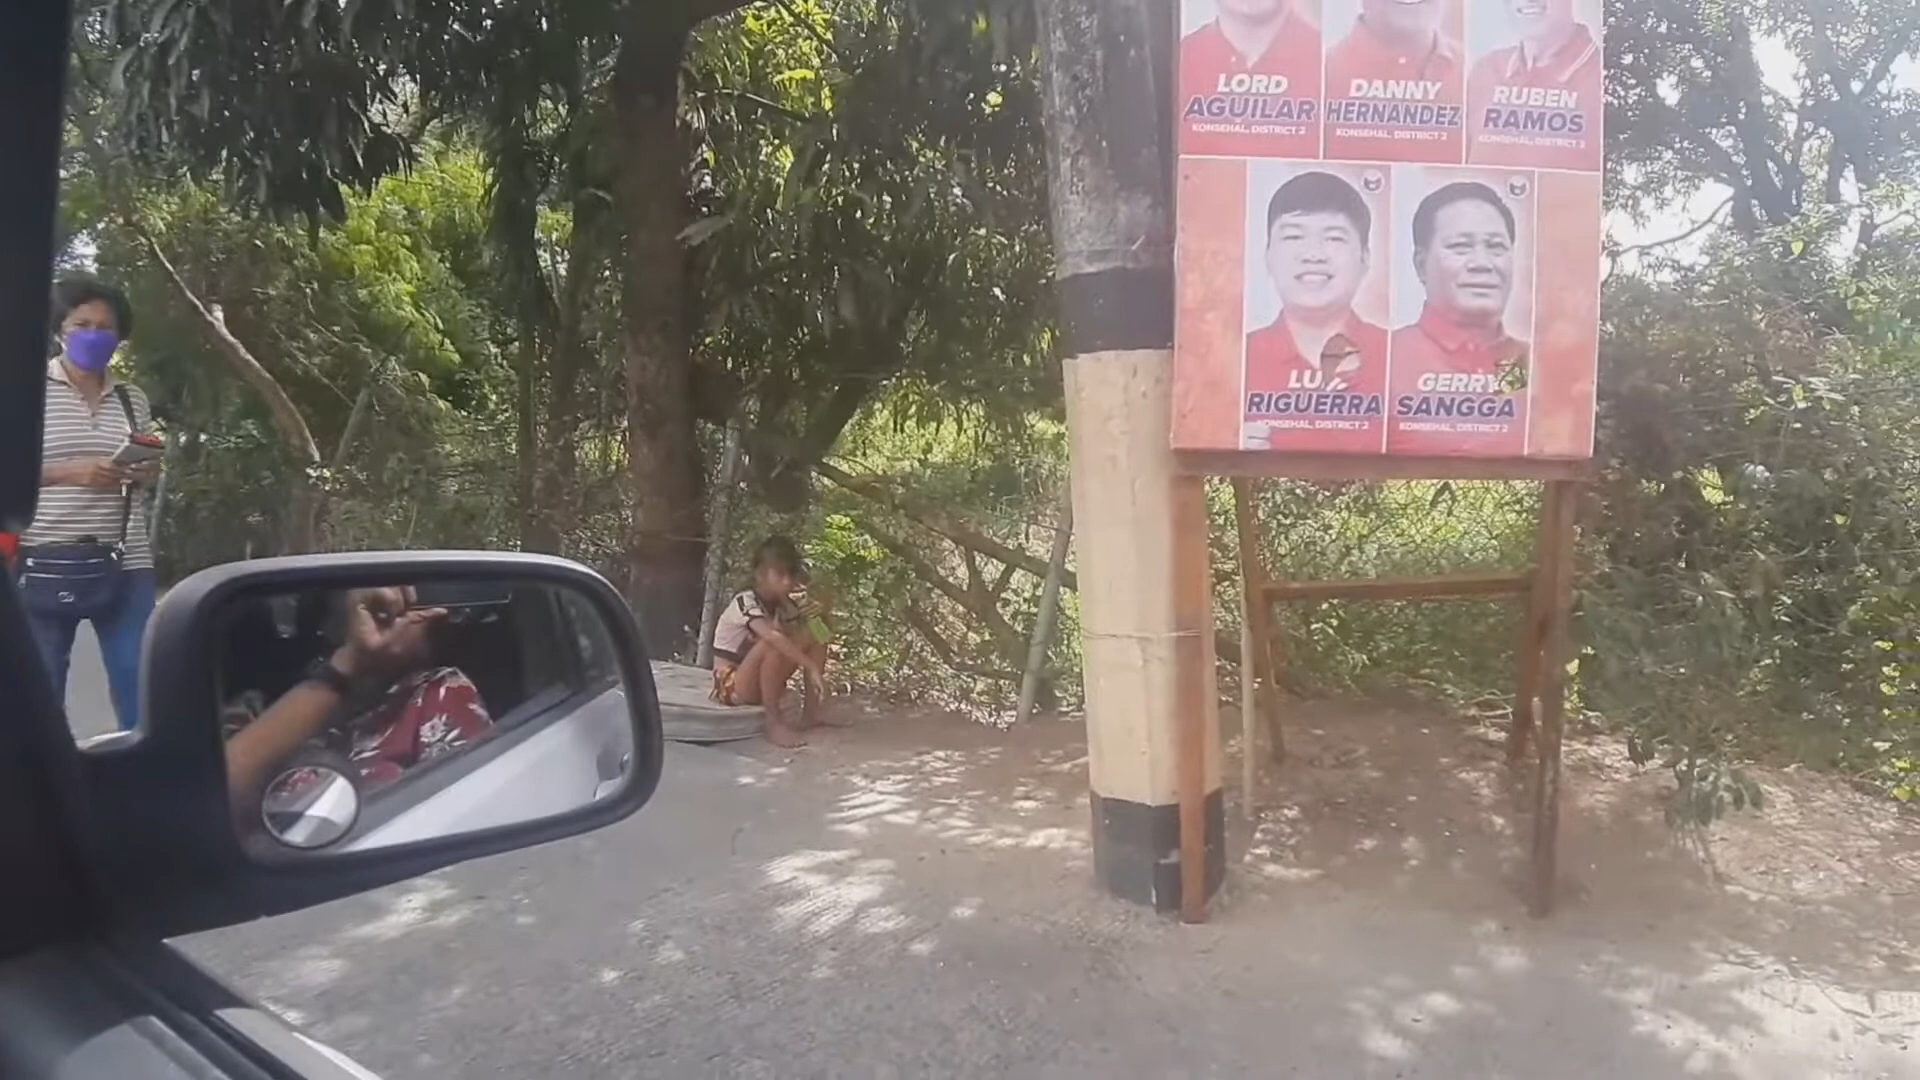 LORD
AGUILAR
KONSEHAL, DISTRICT 2
DANNY
HERNANDEZ
KONSEHAL, DISTRICT 2
RUBEN
RAMOS
KONSEHAL, DISTRICT 2
RIGUERRA
KONSEHAL, DISTRICT 2
GERRY
SANGGA
KONSEHAL, DISTRICT 2